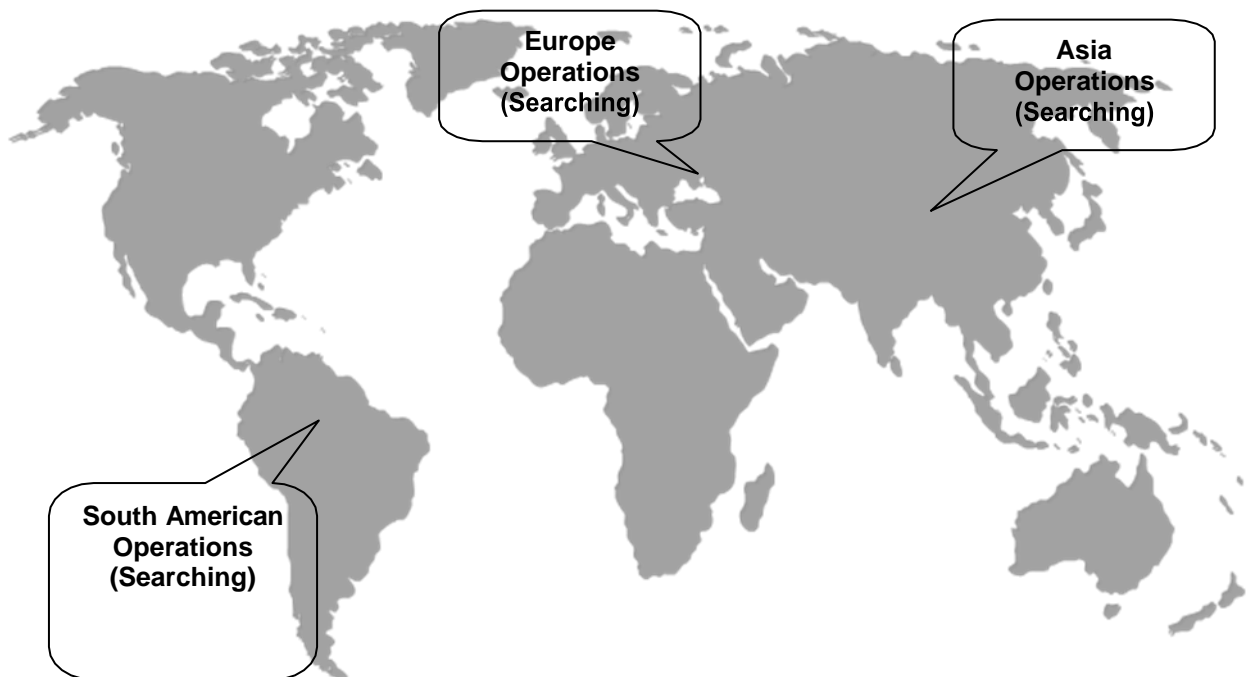 Europe
Operations
(Searching)
Asia
Operations
(Searching)
South American
Operations
(Searching)